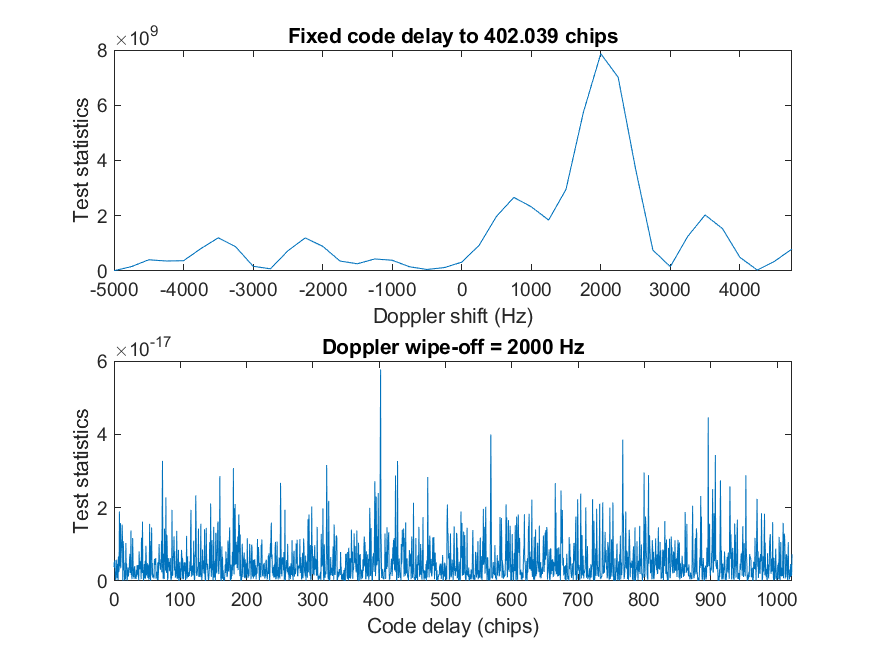 ×10^9
Fixed code delay to 402.039 chips
8
6
4
2
0
Test statistics
-5000 -4000 -3000 -2000 -1000 0 1000 2000 3000 4000
Doppler shift (Hz)
×10^-17
Doppler wipe-off = 2000 Hz
6
4
2
0
Test statistics
0 100 200 300 400 500 600 700 800 900 1000
Code delay (chips)